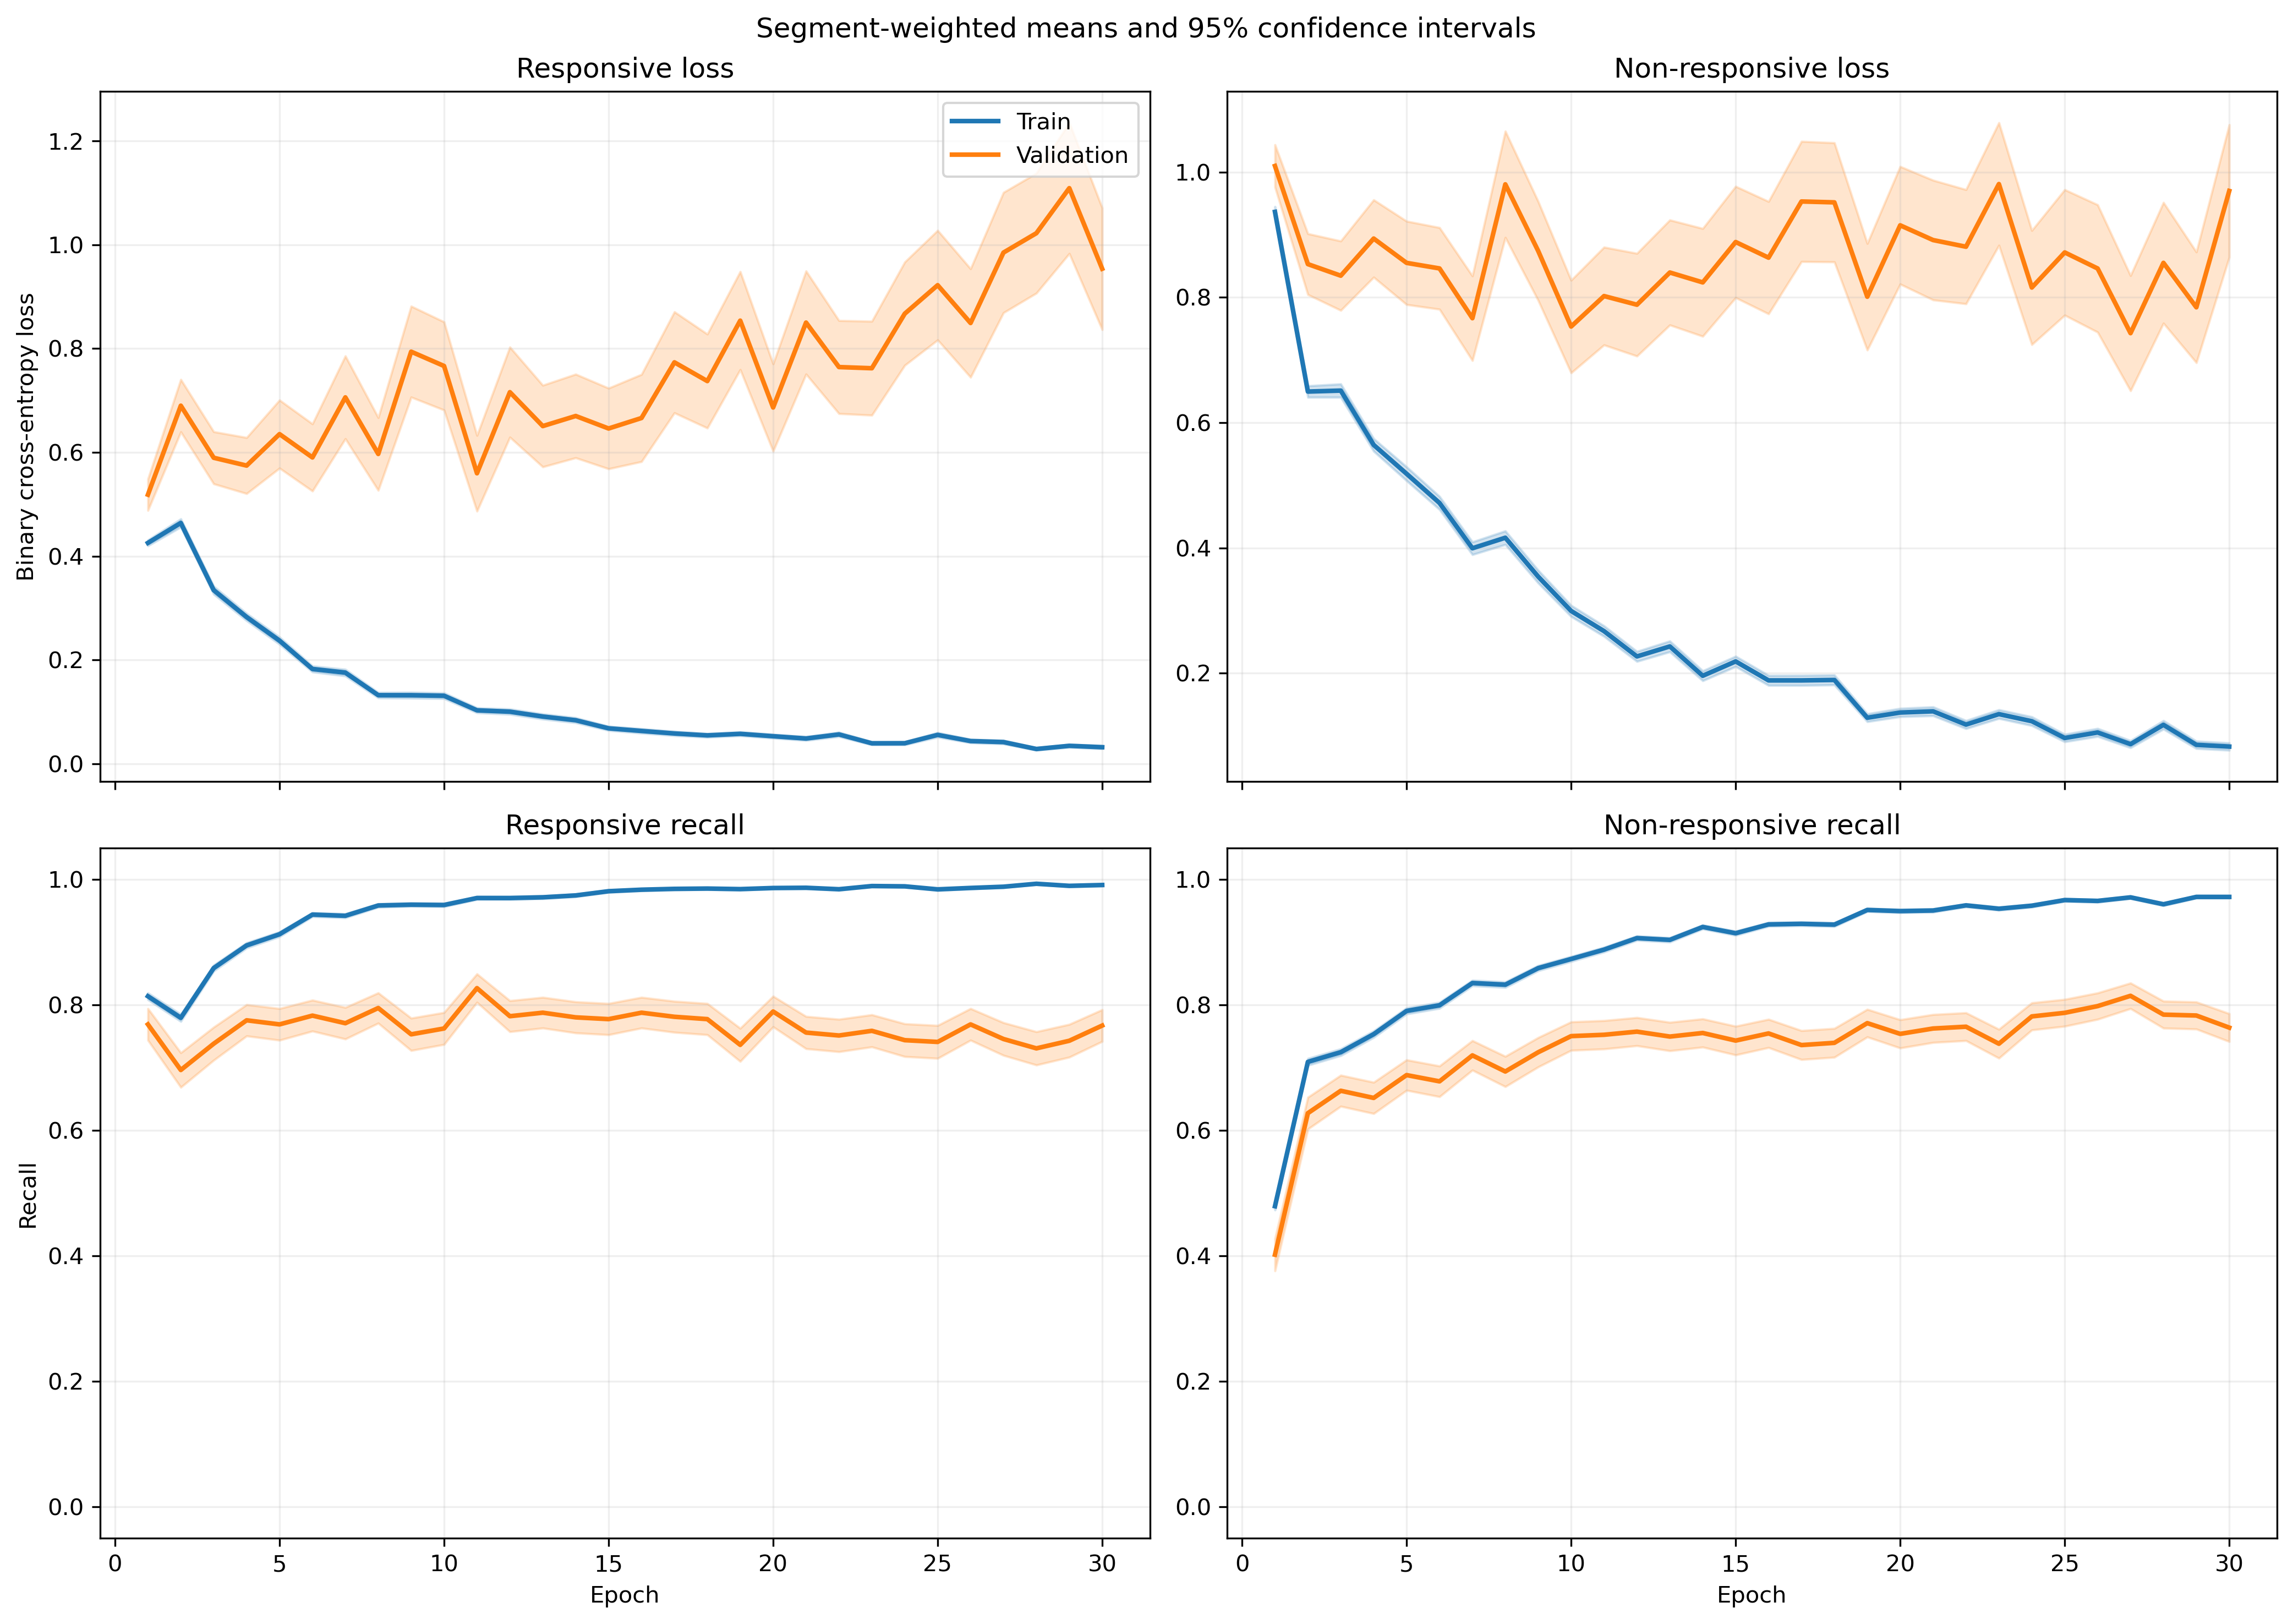 Segment-weighted means and 95% confidence intervals
Responsive loss
Non-responsive loss
Binary cross-entropy loss
1.2
1.0
0.8
0.6
0.4
0.2
0.0
Train
Validation
1.0
0.8
0.6
0.4
0.2
Responsive recall
Non-responsive recall
Recall
1.0
0.8
0.6
0.4
0.2
0.0
0 5 10 15 20 25 30
Epoch
1.0
0.8
0.6
0.4
0.2
0.0
0 5 10 15 20 25 30
Epoch